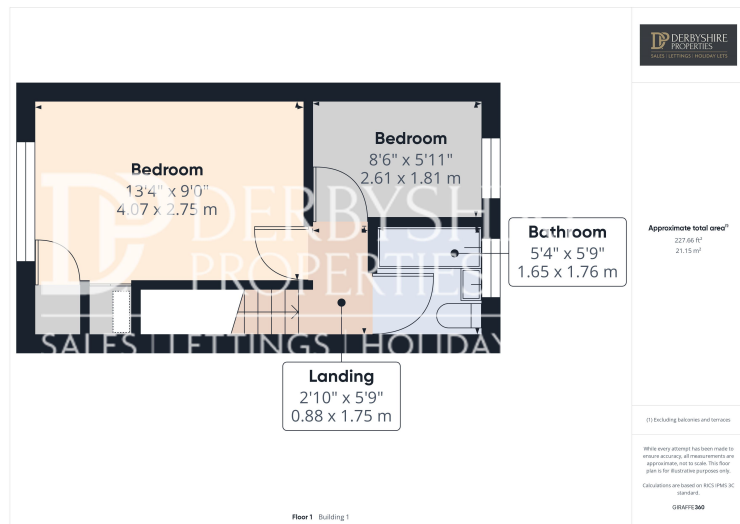 Bedroom
13'4" x 9'0"
4.07 x 2.75 m
Bedroom
8'6" x 5'11"
2.61 x 1.81 m
Bathroom
5'4" x 5'9"
1.65 x 1.76 m
Landing
2'10" x 5'9"
0.88 x 1.75 m
DERBYSHIRE
PROPERTIES
SALES | LETTINGS | HOLIDAY
Floor 1 Building 1
DP DERBYSHIRE
PROPERTIES
SALES | LETTINGS | HOLIDAY LETS
Approximate total area(1)
227.66 ft²
21.15 m²
(1) Excluding balconies and terraces
While every attempt has been made to
ensure accuracy, all measurements are
approximate, not to scale. This floor
plan is for illustrative purposes only.
Calculations are based on RICS IPMS 3C
standard.
GIRAFFE360